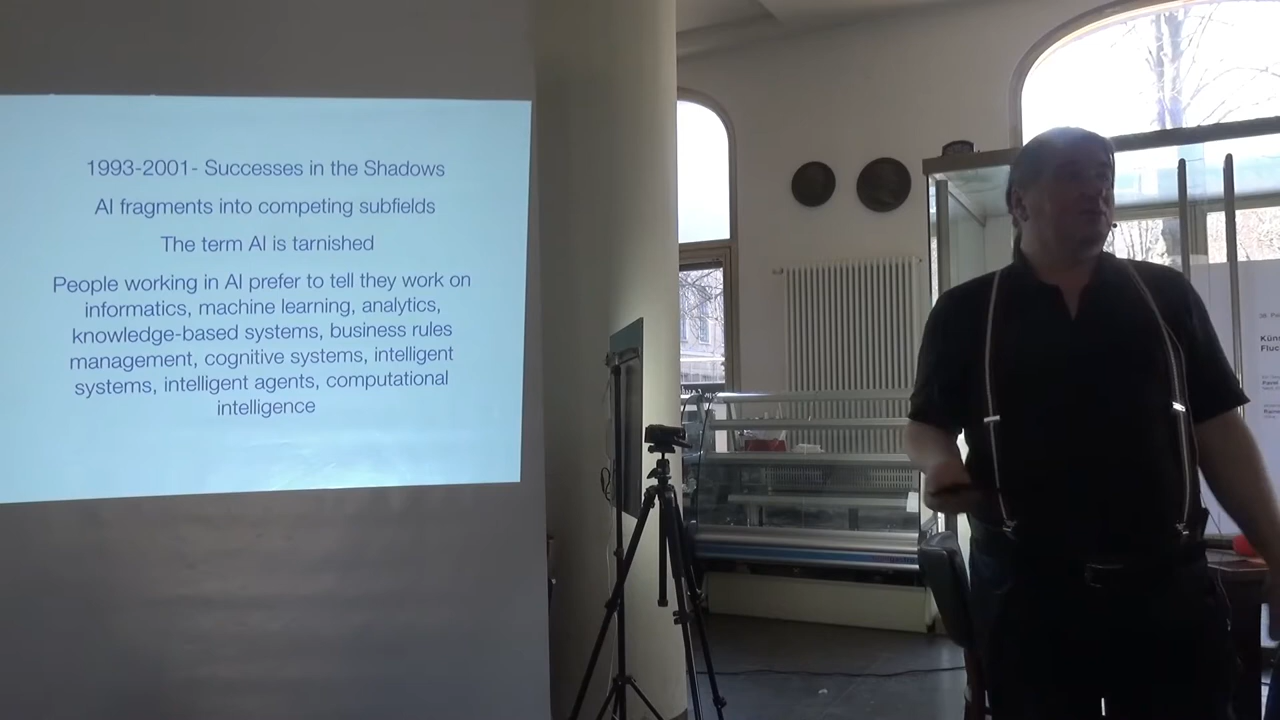 1993-2001- Successes in the Shadows
AI fragments into competing subfields
The term AI is tarnished
People working in AI prefer to tell they work on
informatics, machine learning, analytics,
knowledge-based systems, business rules
management, cognitive systems, intelligent
systems, intelligent agents, computational
intelligence